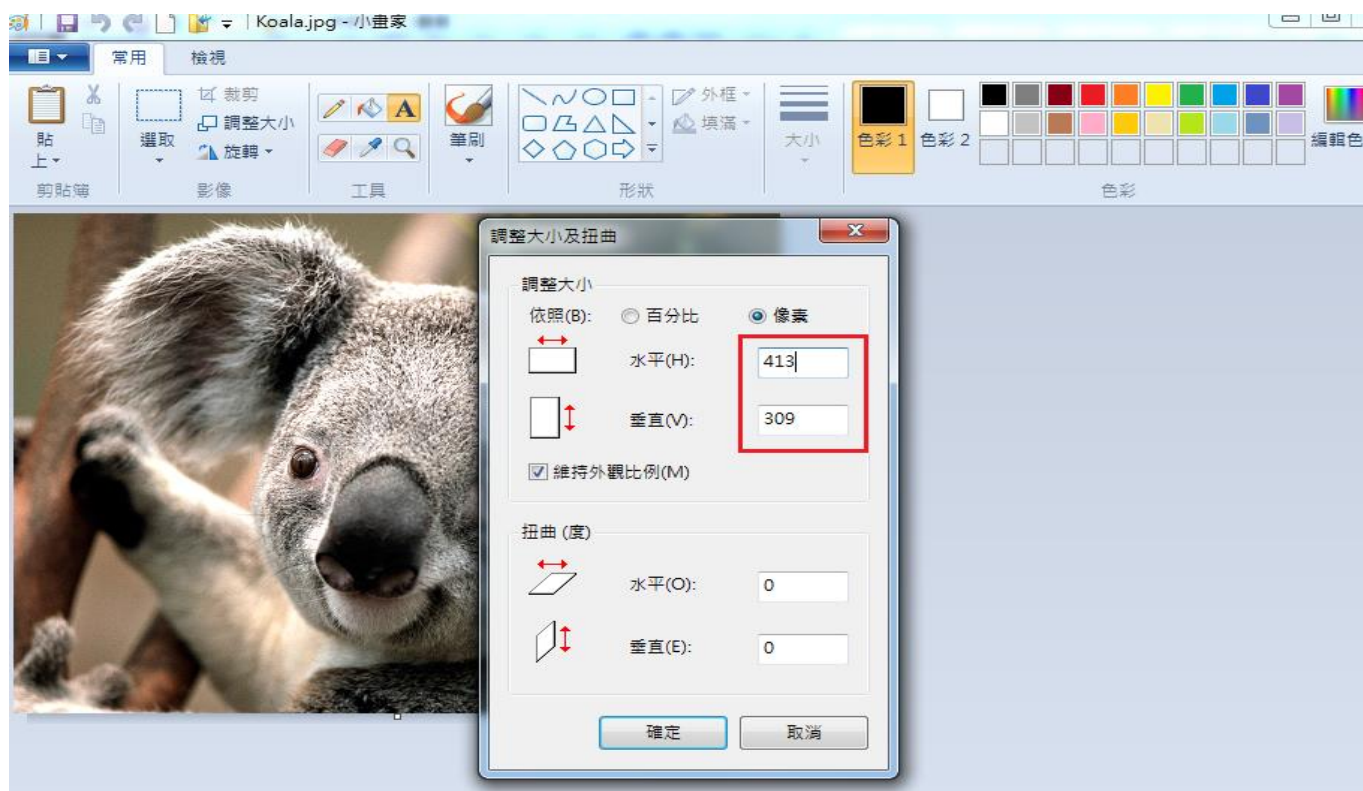 Koala.jpg - 小畫家
常用 檢視
貼上
剪貼簿
選取
裁剪
調整大小
旋轉
影像
A
工具
筆刷
外框
填滿
形狀
大小
色彩 1
色彩 2
編輯色
色彩
調整大小及扭曲
調整大小
依照(B): 百分比 像素
水平(H): 413
垂直(V): 309
維持外觀比例(M)
扭曲 (度)
水平(O): 0
垂直(E): 0
確定 取消